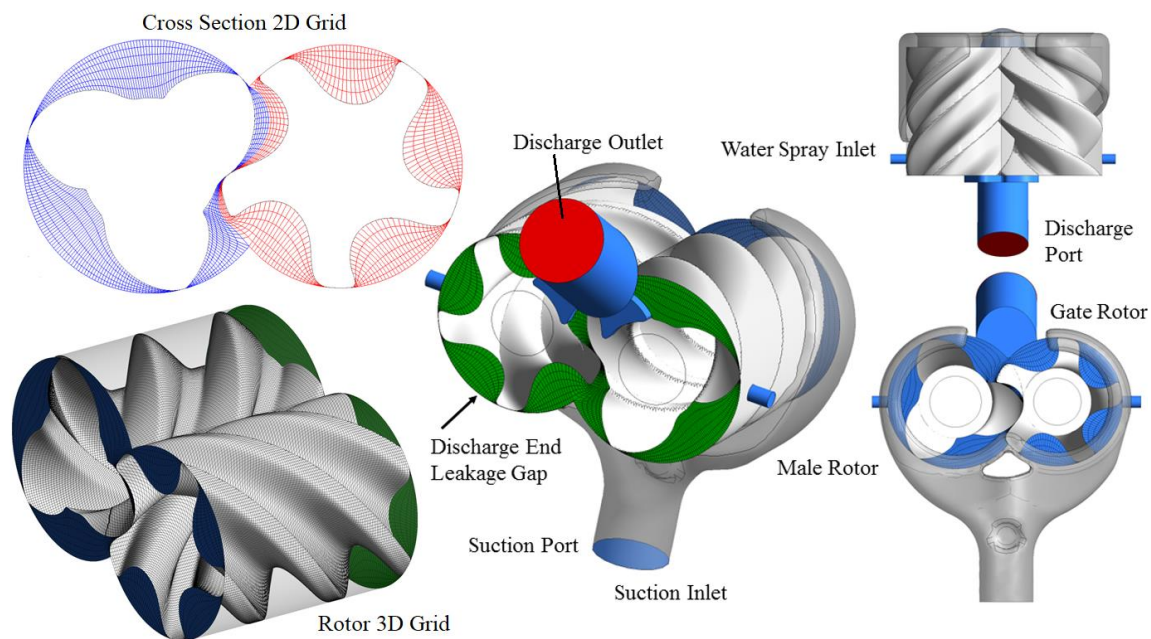 Cross Section 2D Grid
Discharge Outlet
Water Spray Inlet
Discharge
Port
Gate Rotor
Discharge End
Leakage Gap
Male Rotor
Suction Port
Suction Inlet
Rotor 3D Grid